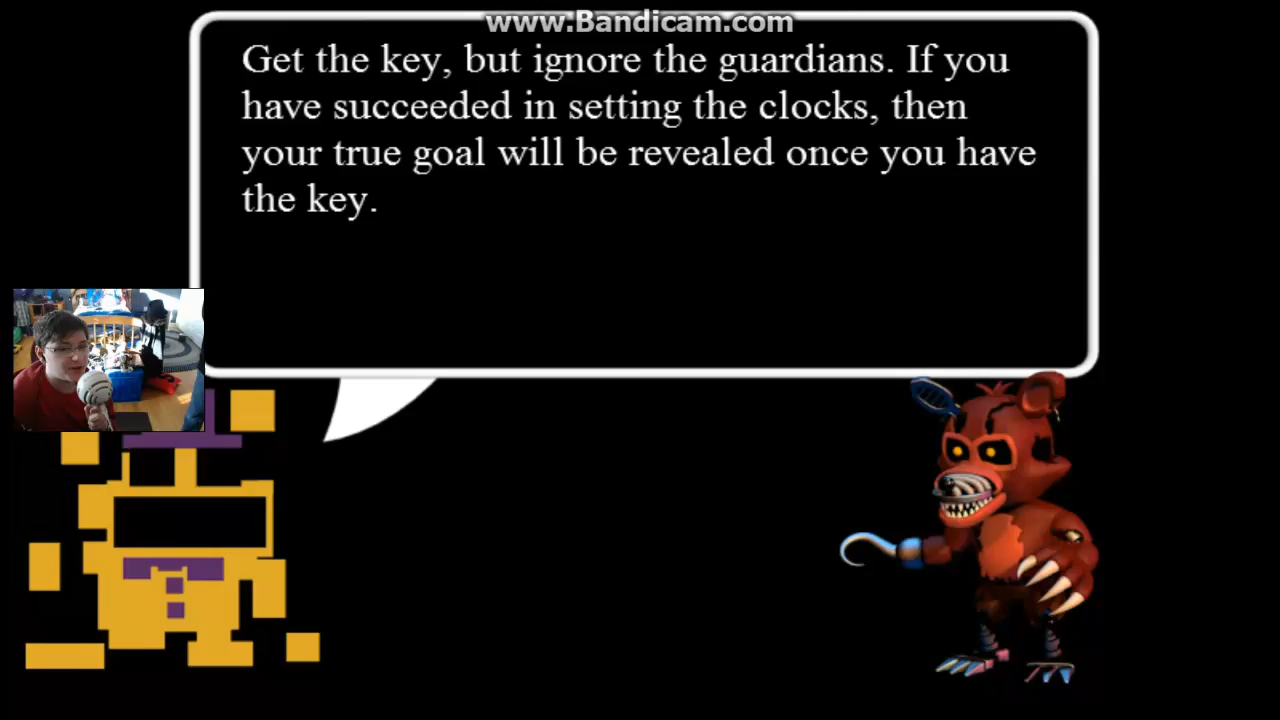 www.Bandicam.com
Get the key, but ignore the guardians. If you
have succeeded in setting the clocks, then
your true goal will be revealed once you have
the key.